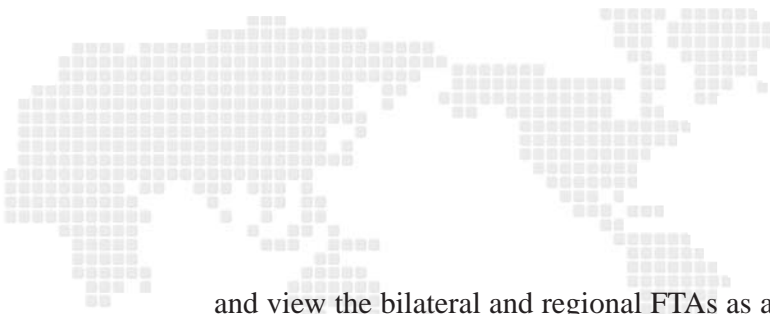 and view the bilateral and regional FTAs as a